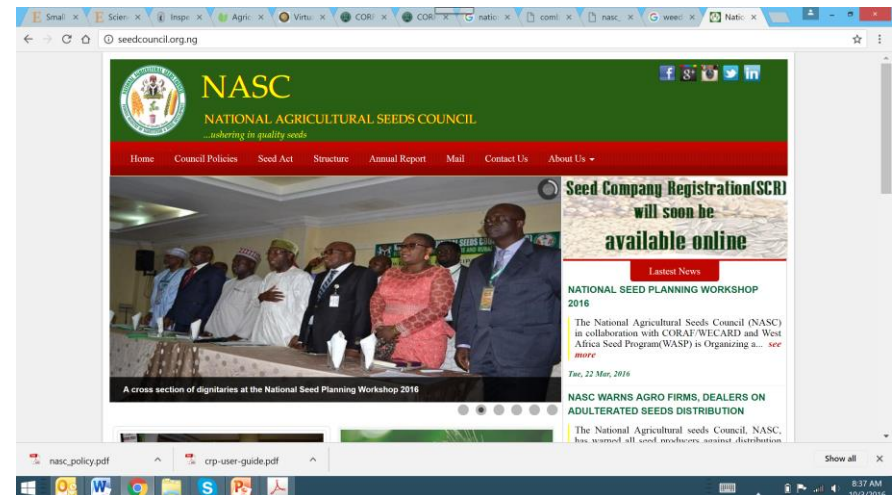 Small
Scien
Inspe
Agric
Virtu
CORA
CORA
natio
coml
nasc_
weed
Natio
seedcouncil.org.ng
NASC
NATIONAL AGRICULTURAL SEEDS COUNCIL
...ushering in quality seeds
Home Council Policies Seed Act Structure Annual Report Mail Contact Us About Us
Seed Company Registration(SCR)
will soon be
available online
Lastest News
NATIONAL SEED PLANNING WORKSHOP
2016
The National Agricultural Seeds Council (NASC)
in collaboration with CORAF/WECARD and West
Africa Seed Program(WASP) is Organizing a... see
more
Tue, 22 Mar, 2016
A cross section of dignitaries at the National Seed Planning Workshop 2016
NASC WARNS AGRO FIRMS, DEALERS ON
ADULTERATED SEEDS DISTRIBUTION
The National Agricultural seeds Council, NASC,
has warned all seed producers against distribution
nasc_policy.pdf
crp-user-guide.pdf
Show all
8:37 AM
10/3/2016